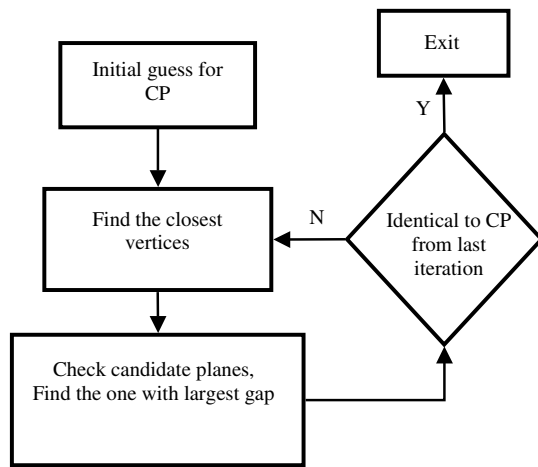 Initial guess for
CP
Exit
Y
Find the closest
vertices
N
Identical to CP
from last
iteration
Check candidate planes,
Find the one with largest gap